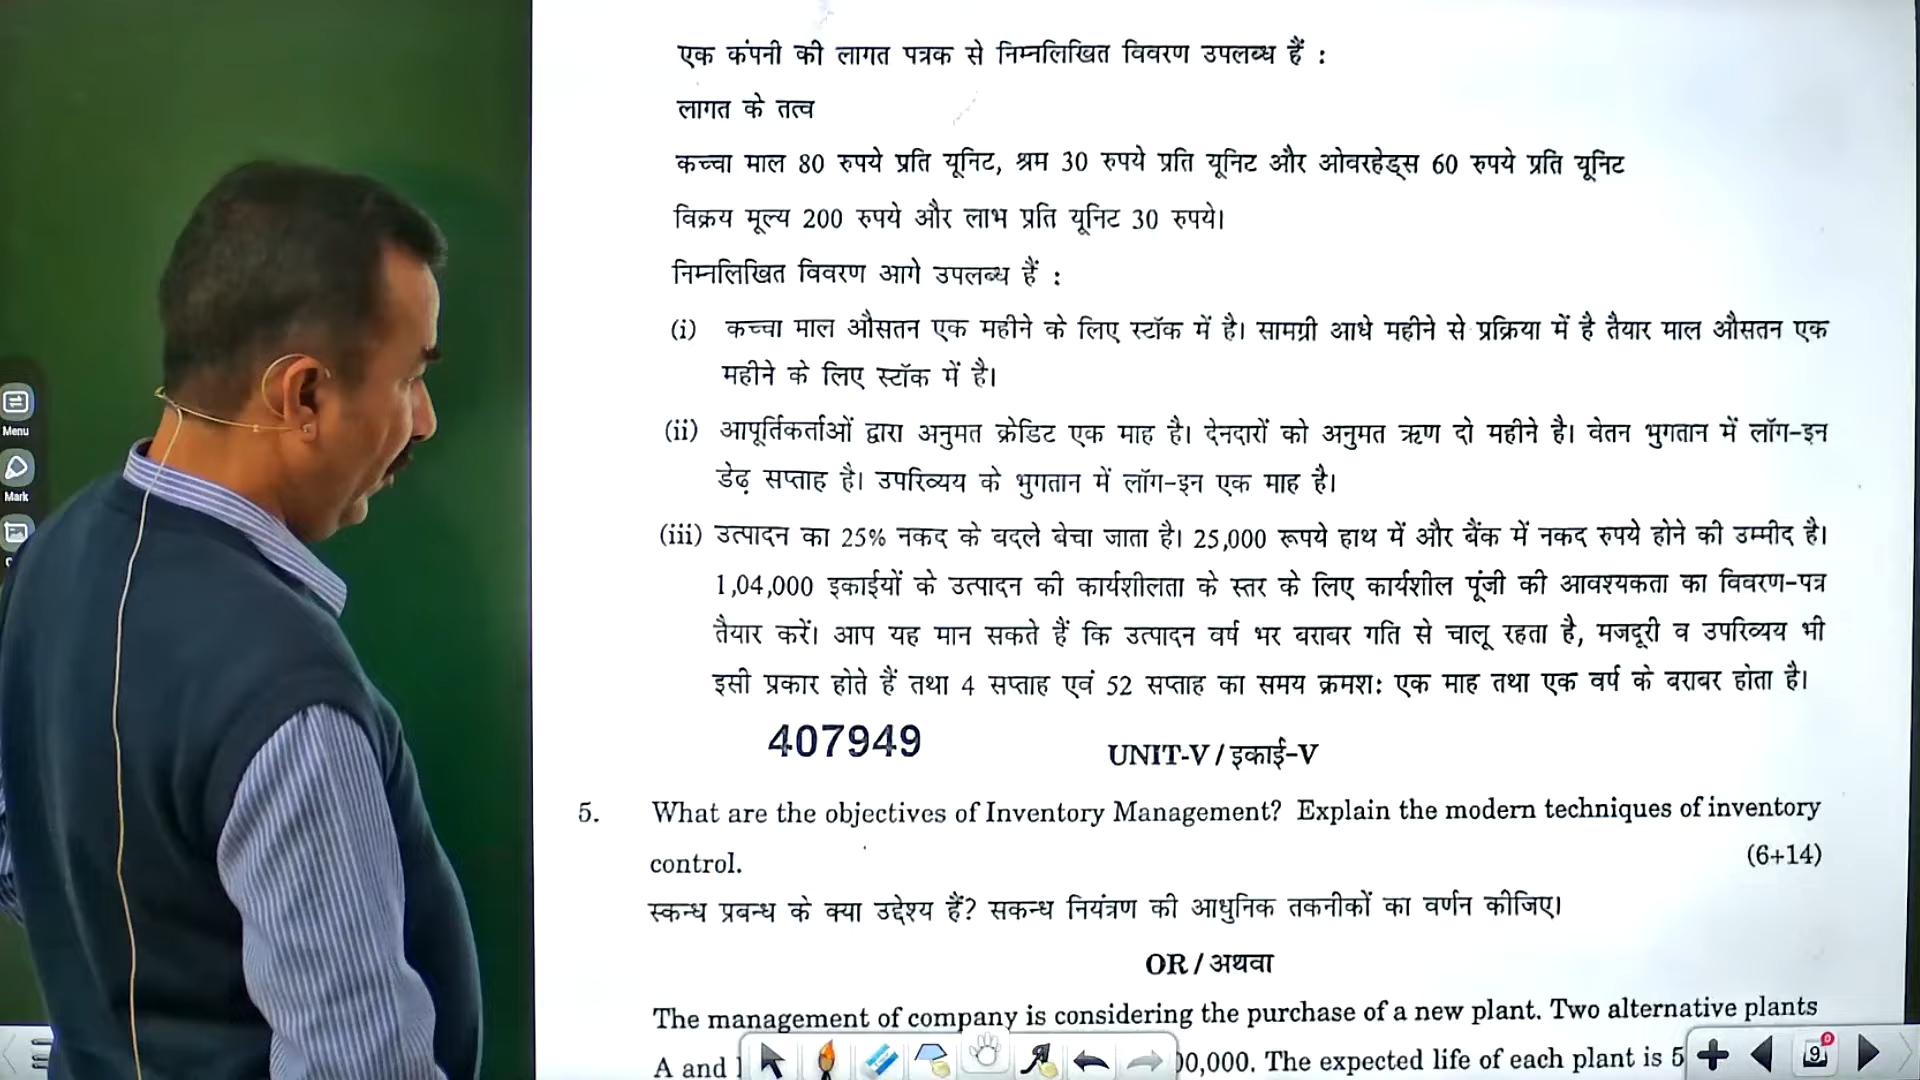 एक कंपनी की लागत पत्रक से निम्नलिखित विवरण उपलब्ध हैं :
लागत के तत्व
कच्चा माल 80 रुपये प्रति यूनिट, श्रम 30 रुपये प्रति यूनिट और ओवरहेड्स 60 रुपये प्रति यूनिट
विक्रय मूल्य 200 रुपये और लाभ प्रति यूनिट 30 रुपये।
निम्नलिखित विवरण आगे उपलब्ध हैं :
(i) कच्चा माल औसतन एक महीने के लिए स्टॉक में है। सामग्री आधे महीने से प्रक्रिया में है तैयार माल औसतन एक
महीने के लिए स्टॉक में है।
(ii) आपूर्तिकर्ताओं द्वारा अनुमत क्रेडिट एक माह है। देनदारों को अनुमत ऋण दो महीने है। वेतन भुगतान में लॉग-इन
डेढ़ सप्ताह है। उपरिव्यय के भुगतान में लॉग-इन एक माह है।
(iii) उत्पादन का 25% नकद के बदले बेचा जाता है। 25,000 रूपये हाथ में और बैंक में नकद रुपये होने की उम्मीद है।
1,04,000 इकाईयों के उत्पादन की कार्यशीलता के स्तर के लिए कार्यशील पूंजी की आवश्यकता का विवरण-पत्र
तैयार करें। आप यह मान सकते हैं कि उत्पादन वर्ष भर बराबर गति से चालू रहता है, मजदूरी व उपरिव्यय भी
इसी प्रकार होते हैं तथा 4 सप्ताह एवं 52 सप्ताह का समय क्रमश: एक माह तथा एक वर्ष के बराबर होता है।
407949
UNIT-V / इकाई-V
5. What are the objectives of Inventory Management? Explain the modern techniques of inventory
control. (6+14)
स्कन्ध प्रबन्ध के क्या उद्देश्य हैं? सकन्ध नियंत्रण की आधुनिक तकनीकों का वर्णन कीजिए।
OR / अथवा
The management of company is considering the purchase of a new plant. Two alternative plants
A and 00,000. The expected life of each plant is 5
Menu
Mark
9
0